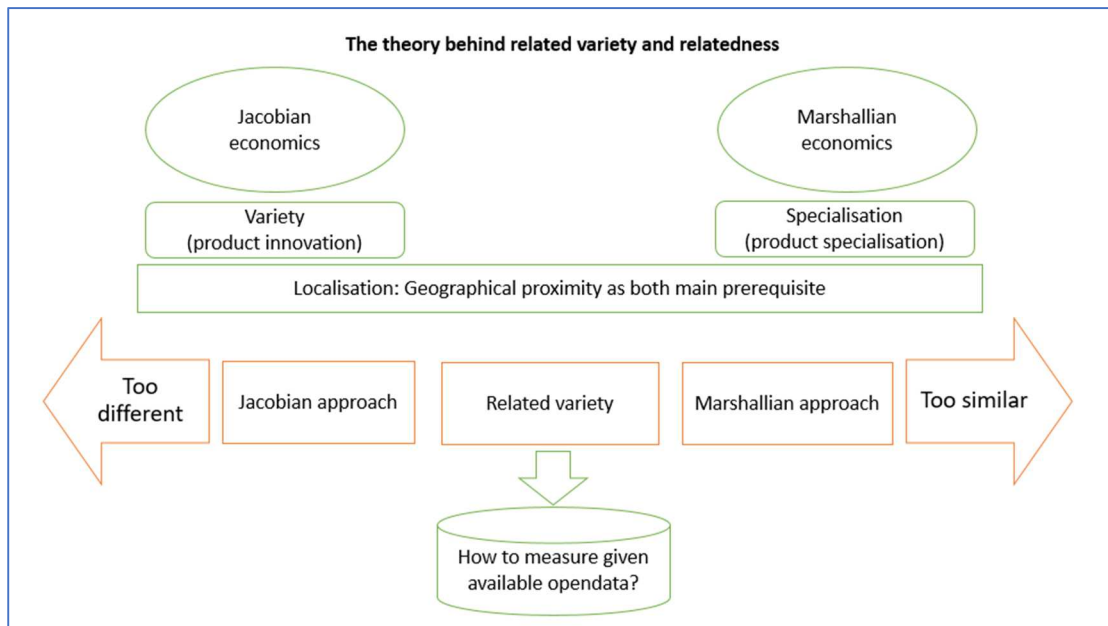 The theory behind related variety and relatedness
Jacobian
economics
Marshallian
economics
Variety
(product innovation)
Specialisation
(product specialisation)
Localisation: Geographical proximity as both main prerequisite
Too
different
Jacobian approach
Related variety
Marshallian approach
Too similar
How to measure given
available opendata?